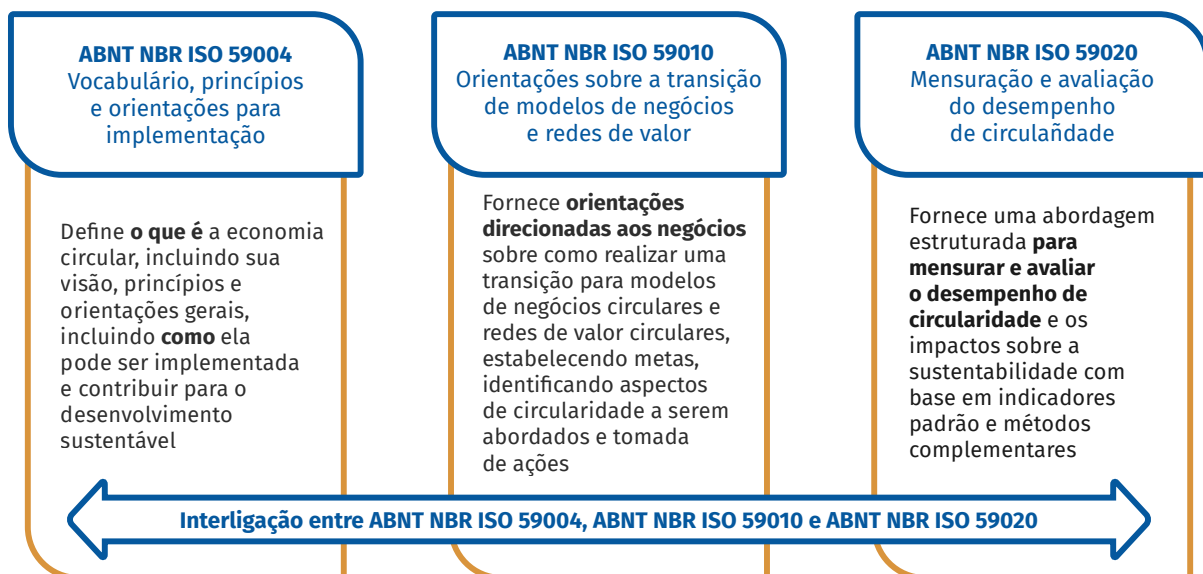 ABNT NBR ISO 59004
Vocabulário, princípios
e orientações para
implementação
Define o que é a economia
circular, incluindo sua
visão, princípios e
orientações gerais,
incluindo como ela
pode ser implementada
e contribuir para o
desenvolvimento
sustentável
ABNT NBR ISO 59010
Orientações sobre a transição
de modelos de negócios
e redes de valor
Fornece orientações
direcionadas aos negócios
sobre como realizar uma
transição para modelos
de negócios circulares e
redes de valor circulares,
estabelecendo metas,
identificando aspectos
de circularidade a serem
abordados e tomada
de ações
ABNT NBR ISO 59020
Mensuração e avaliação
do desempenho
de circulañdade
Fornece uma abordagem
estruturada para
mensurar e avaliar
o desempenho de
circularidade e os
impactos sobre a
sustentabilidade com
base em indicadores
padrão e métodos
complementares
Interligação entre ABNT NBR ISO 59004, ABNT NBR ISO 59010 e ABNT NBR ISO 59020